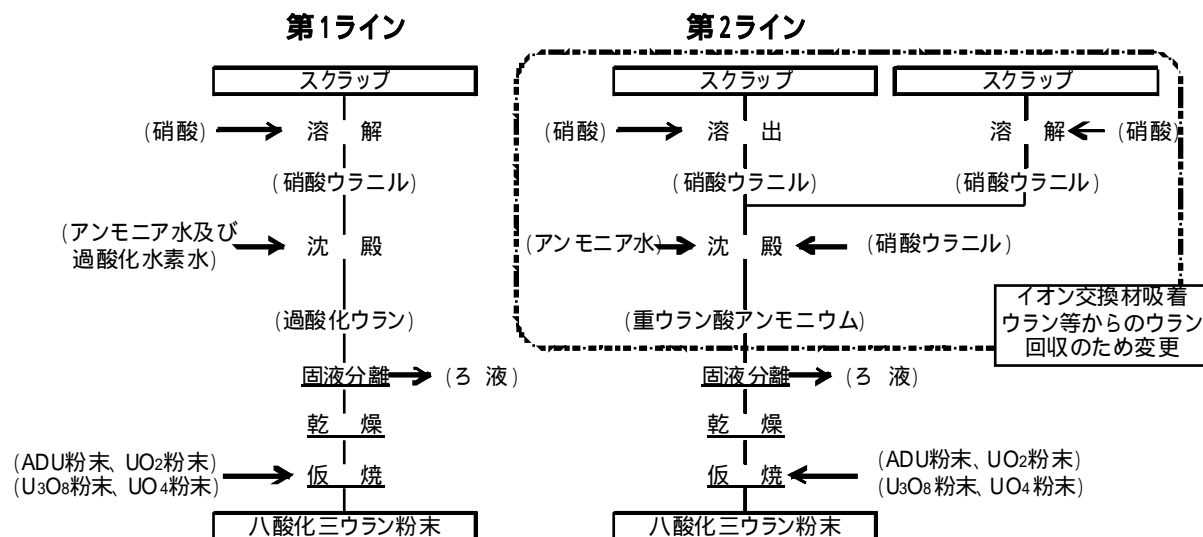 第1ライン
スクラップ
(硝酸) 溶 解
(硝酸ウラニル)
(アンモニア水及び
過酸化水素水)
沈 殿
(過酸化ウラン)
固液分離 (ろ 液)
乾 燥
(ADU粉末、UO2粉末)
(U3O8粉末、UO4粉末)
仮 焼
八酸化三ウラン粉末
第2ライン
スクラップ
スクラップ
(硝酸) 溶 出
溶 解 (硝酸)
(硝酸ウラニル)
(硝酸ウラニル)
(アンモニア水) 沈 殿 (硝酸ウラニル)
(重ウラン酸アンモニウム)
イオン交換材吸着
ウラン等からのウラン
回収のため変更
固液分離 (ろ 液)
乾 燥
仮 焼
(ADU粉末、UO2粉末)
(U3O8粉末、UO4粉末)
八酸化三ウラン粉末